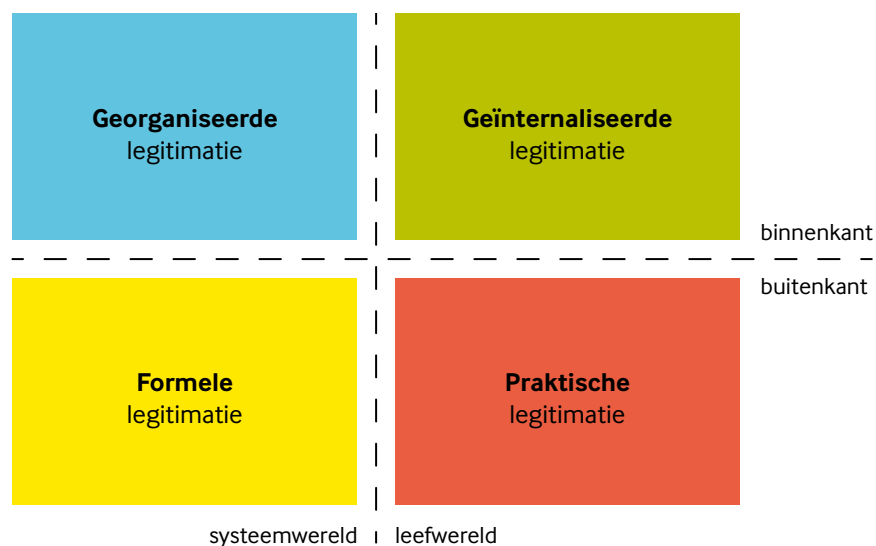 Georganiseerde
legitimatie
Geïnternaliseerde
legitimatie
binnenkant
buitenkant
Formele
legitimatie
Praktische
legitimatie
systeemwereld
leefwereld